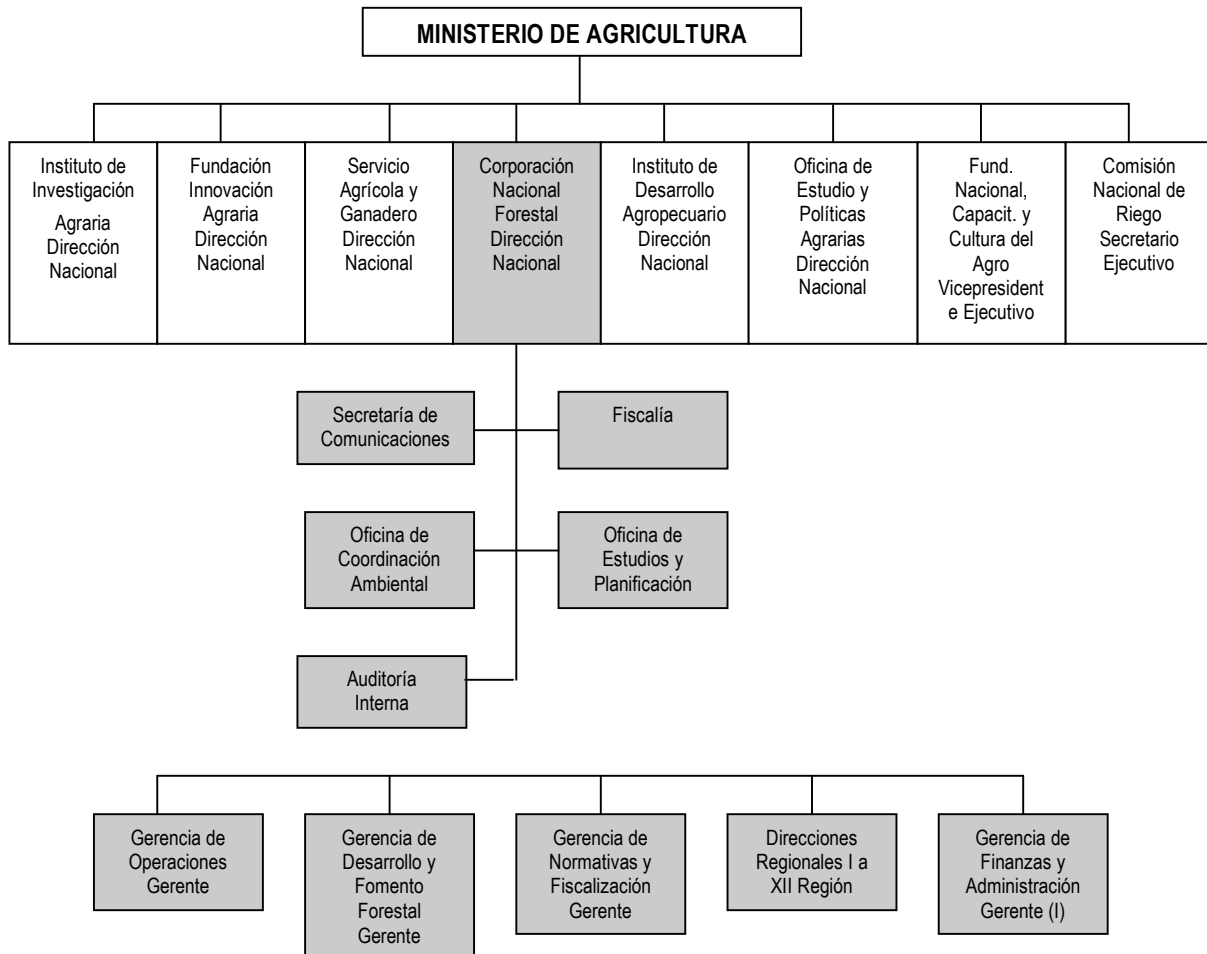 MINISTERIO DE AGRICULTURA
Instituto de
Investigación
Agraria
Dirección
Nacional
Fundación
Innovación
Agraria
Dirección
Nacional
Servicio
Agrícola y
Ganadero
Dirección
Nacional
Corporación
Nacional
Forestal
Dirección
Nacional
Instituto de
Desarrollo
Agropecuario
Dirección
Nacional
Oficina de
Estudio y
Políticas
Agrarias
Dirección
Nacional
Fund.
Nacional,
Capacit. y
Cultura del
Agro
Vicepresident
e Ejecutivo
Comisión
Nacional de
Riego
Secretario
Ejecutivo
Secretaría de
Comunicaciones
Fiscalía
Oficina de
Coordinación
Ambiental
Oficina de
Estudios y
Planificación
Auditoría
Interna
Gerencia de
Operaciones
Gerente
Gerencia de
Desarrollo y
Fomento
Forestal
Gerente
Gerencia de
Normativas y
Fiscalización
Gerente
Direcciones
Regionales I a
XII Región
Gerencia de
Finanzas y
Administración
Gerente (I)